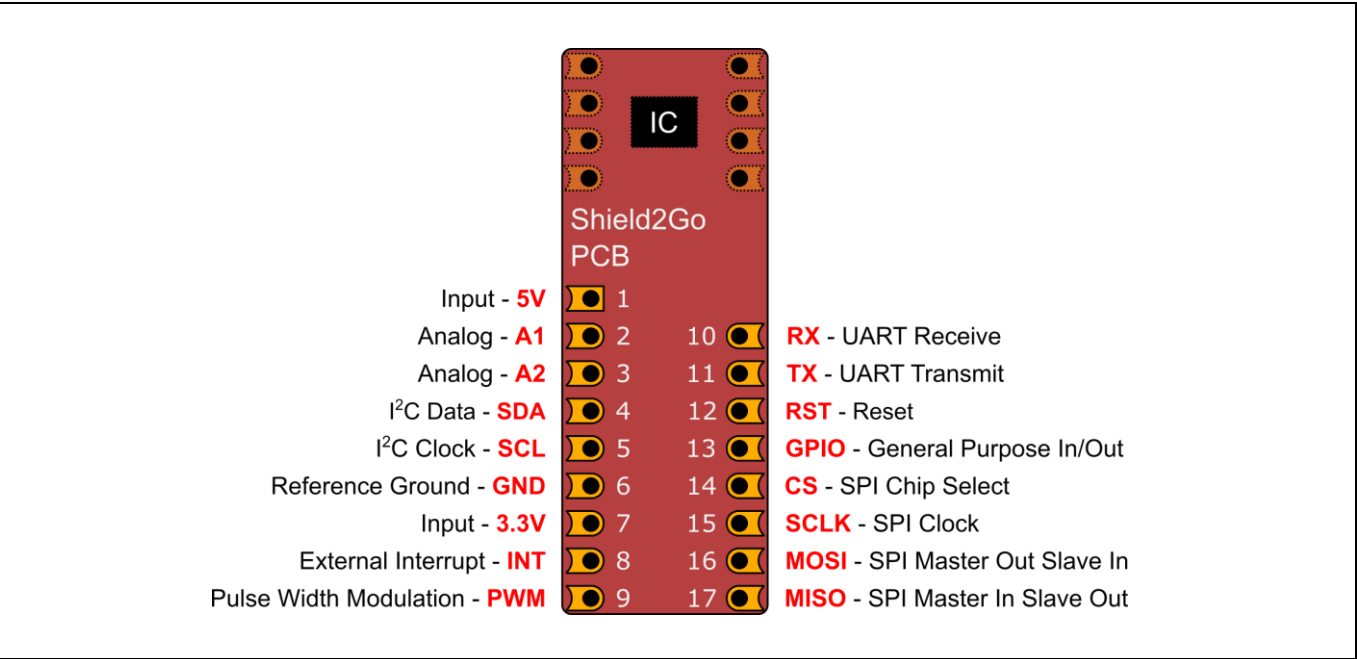 IC
Shield2Go
PCB
Input - 5V 1
Analog - A1 2 10 RX - UART Receive
Analog - A2 3 11 TX - UART Transmit
I²C Data - SDA 4 12 RST - Reset
I²C Clock - SCL 5 13 GPIO - General Purpose In/Out
Reference Ground - GND 6 14 CS - SPI Chip Select
Input - 3.3V 7 15 SCLK - SPI Clock
External Interrupt - INT 8 16 MOSI - SPI Master Out Slave In
Pulse Width Modulation - PWM 9 17 MISO - SPI Master In Slave Out